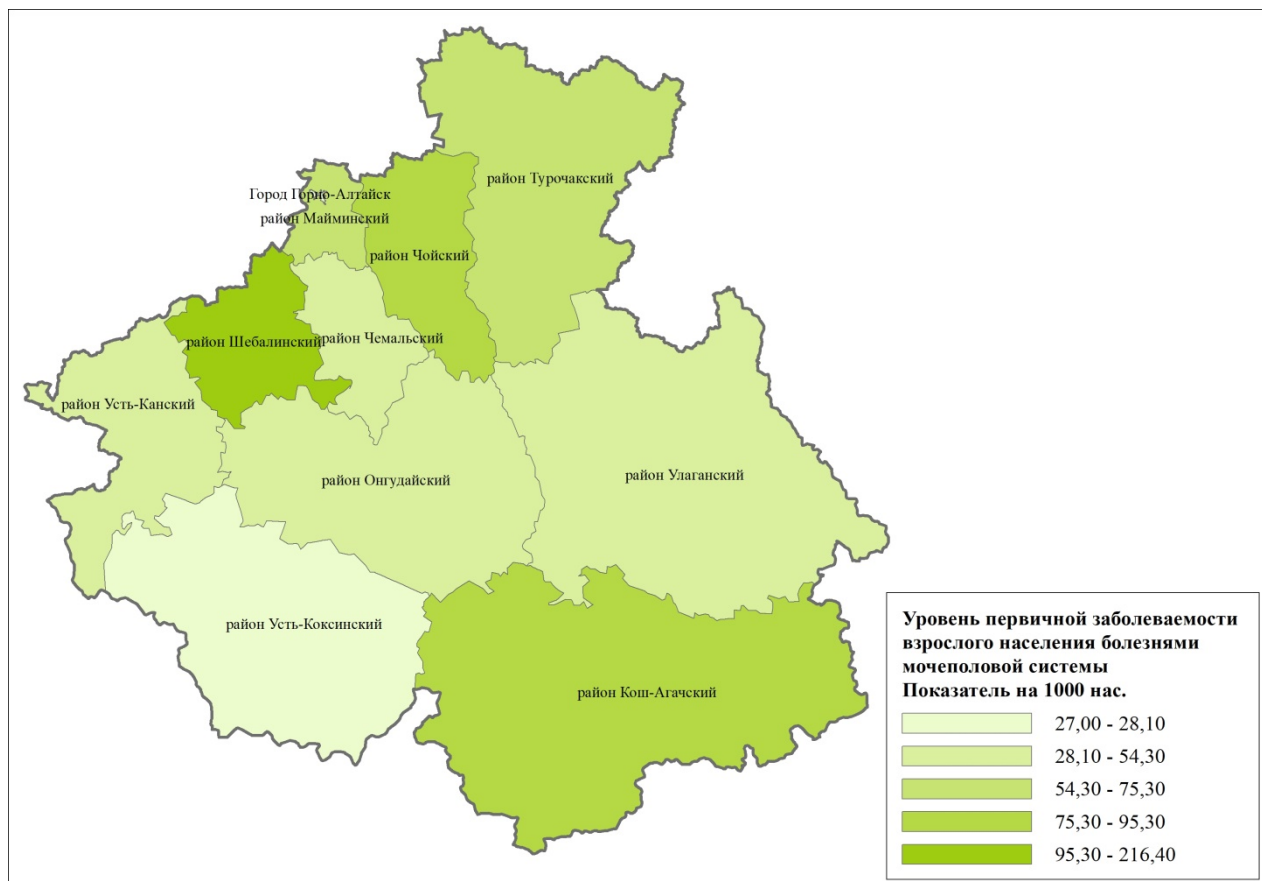 район Турочакский
Город Горно-Алтайск
район Майминский
район Чойский
район Шебалинский
район Чемальский
район Усть-Канский
район Онгудайский
район Улаганский
район Усть-Коксинский
район Кош-Агачский
Уровень первичной заболеваемости
взрослого населения болезнями
мочеполовой системы
Показатель на 1000 нас.
27,00 - 28,10
28,10 - 54,30
54,30 - 75,30
75,30 - 95,30
95,30 - 216,40